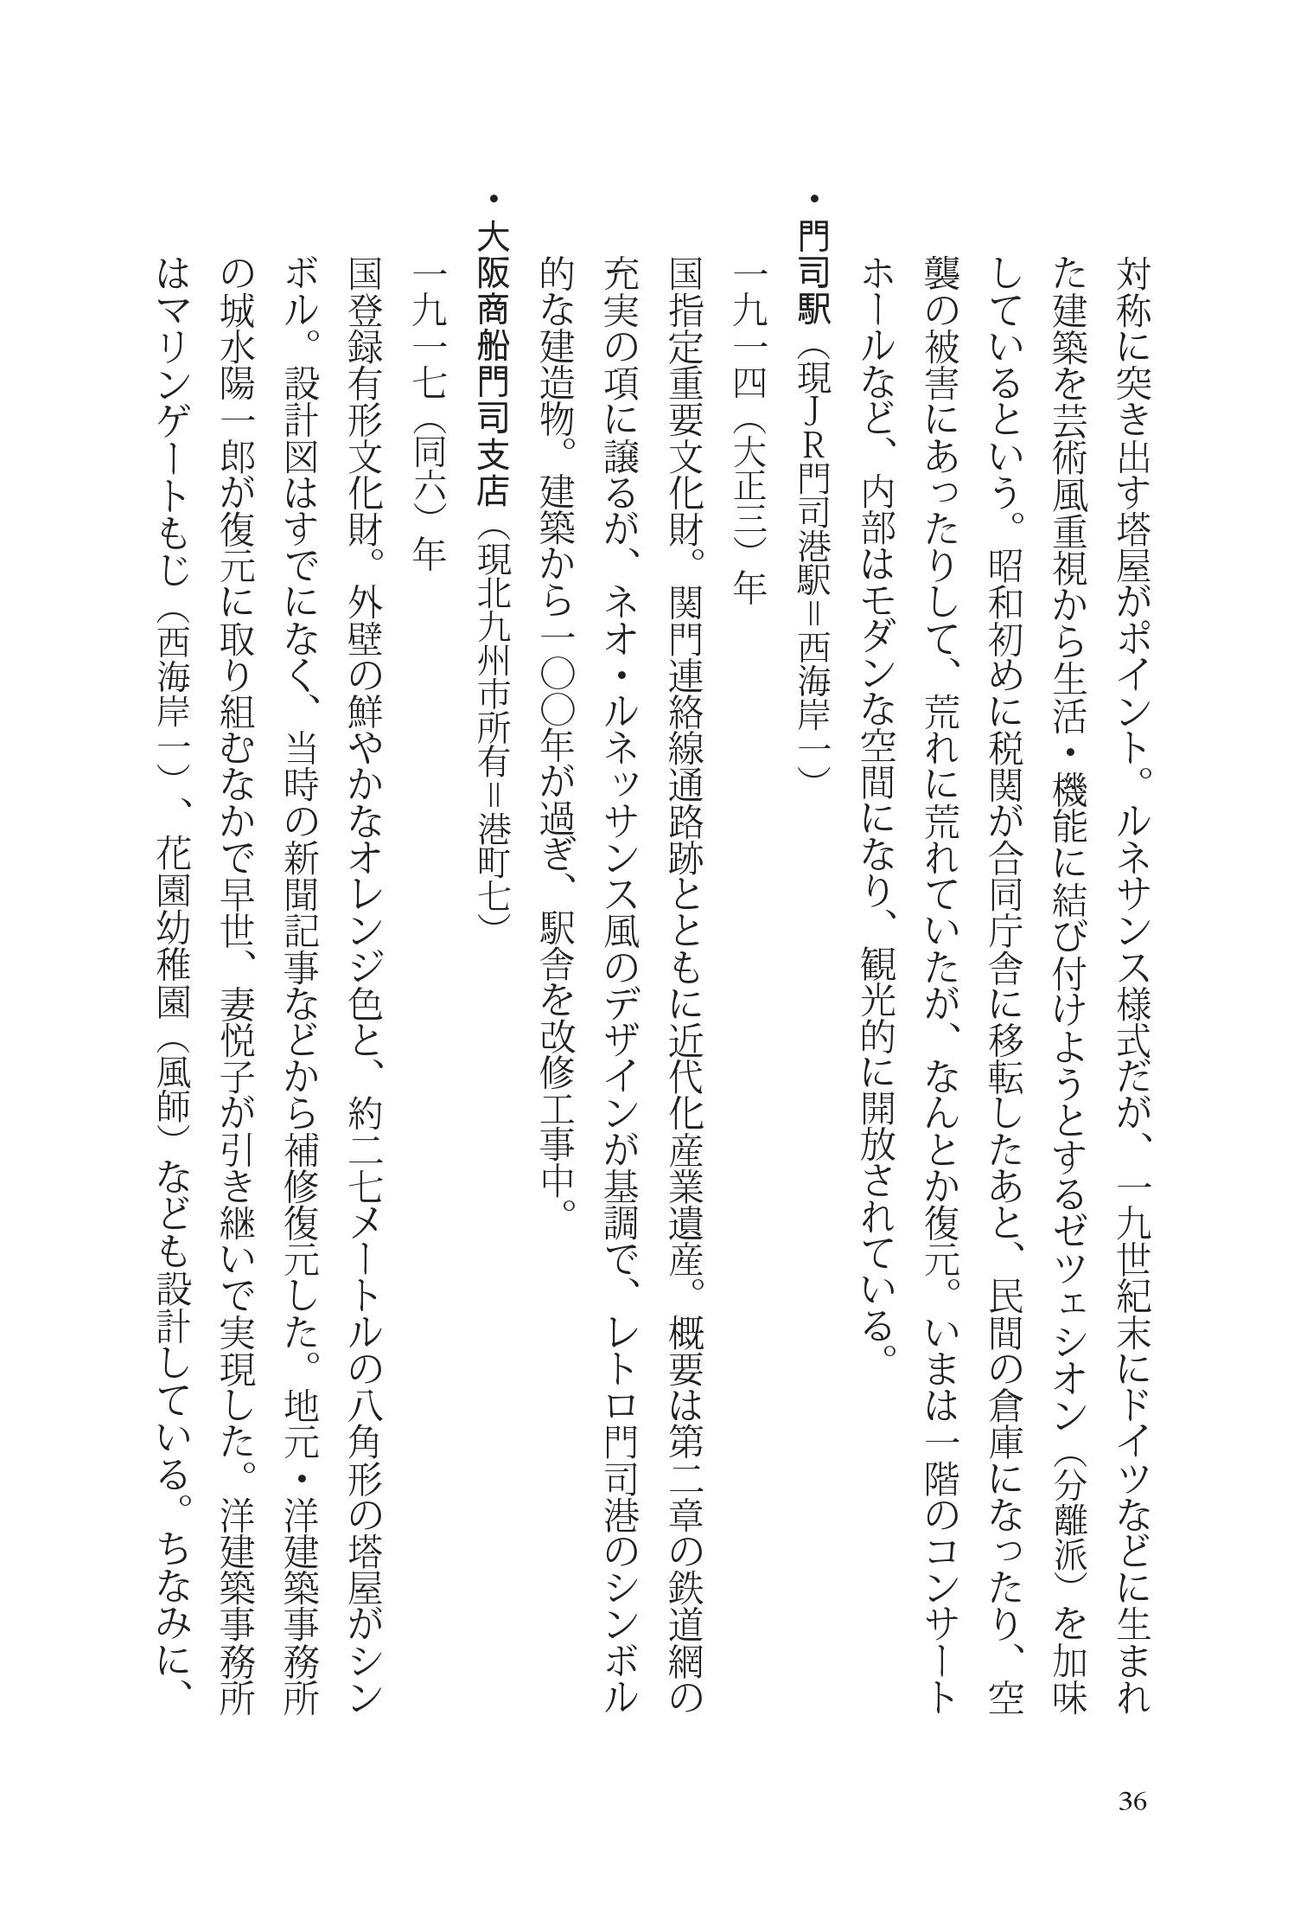 対称に突き出す塔屋がポイント。ルネサンス様式だが、一九世紀末にドイツなどに生まれ
た建築を芸術風重視から生活・機能に結び付けようとするゼツェシオン（分離派）を加味
しているという。昭和初めに税関が合同庁舎に移転したあと、民間の倉庫になったり、空
襲の被害にあったりして、荒れに荒れていたが、なんとか復元。いまは一階のコンサート
ホールなど、内部はモダンな空間になり、観光的に開放されている。
・門司駅（現ＪＲ門司港駅＝西海岸一）
一九一四（大正三）年
国指定重要文化財。関門連絡線通路跡とともに近代化産業遺産。概要は第二章の鉄道網の
充実の項に譲るが、ネオ・ルネッサンス風のデザインが基調で、レトロ門司港のシンボル
的な建造物。建築から一〇〇年が過ぎ、駅舎を改修工事中。
・大阪商船門司支店（現北九州市所有＝港町七）
一九一七（同六）年
国登録有形文化財。外壁の鮮やかなオレンジ色と、約二七メートルの八角形の塔屋がシン
ボル。設計図はすでになく、当時の新聞記事などから補修復元した。地元・洋建築事務所
の城水陽一郎が復元に取り組むなかで早世、妻悦子が引き継いで実現した。洋建築事務所
はマリンゲートもじ（西海岸一）、花園幼稚園（風師）なども設計している。ちなみに、
36